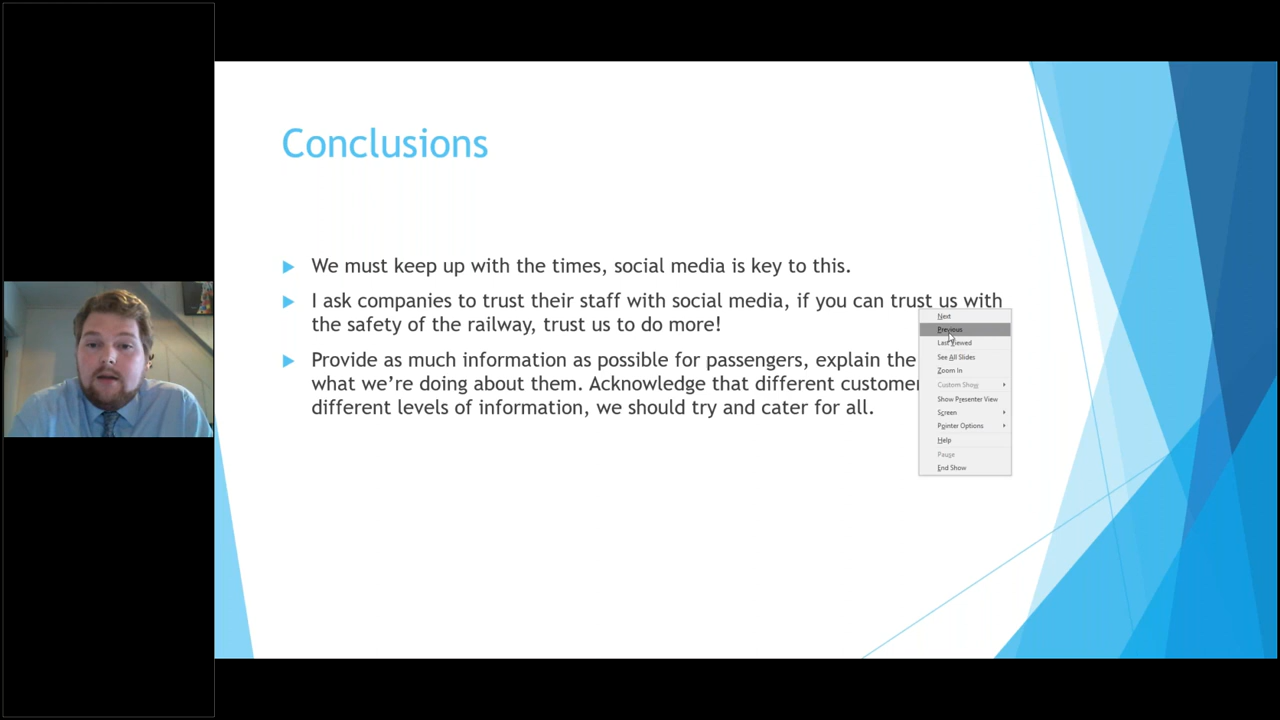 Conclusions
We must keep up with the times, social media is key to this.
I ask companies to trust their staff with social media, if you can trust us with
the safety of the railway, trust us to do more!
Provide as much information as possible for passengers, explain the
what we're doing about them. Acknowledge that different
different levels of information, we should try and cater for all.
Next
Previous
Last Viewed
See All Slides
Zoom In
Custom Show
Show Presenter View
Screen
Pointer Options
Help
Pause
End Show